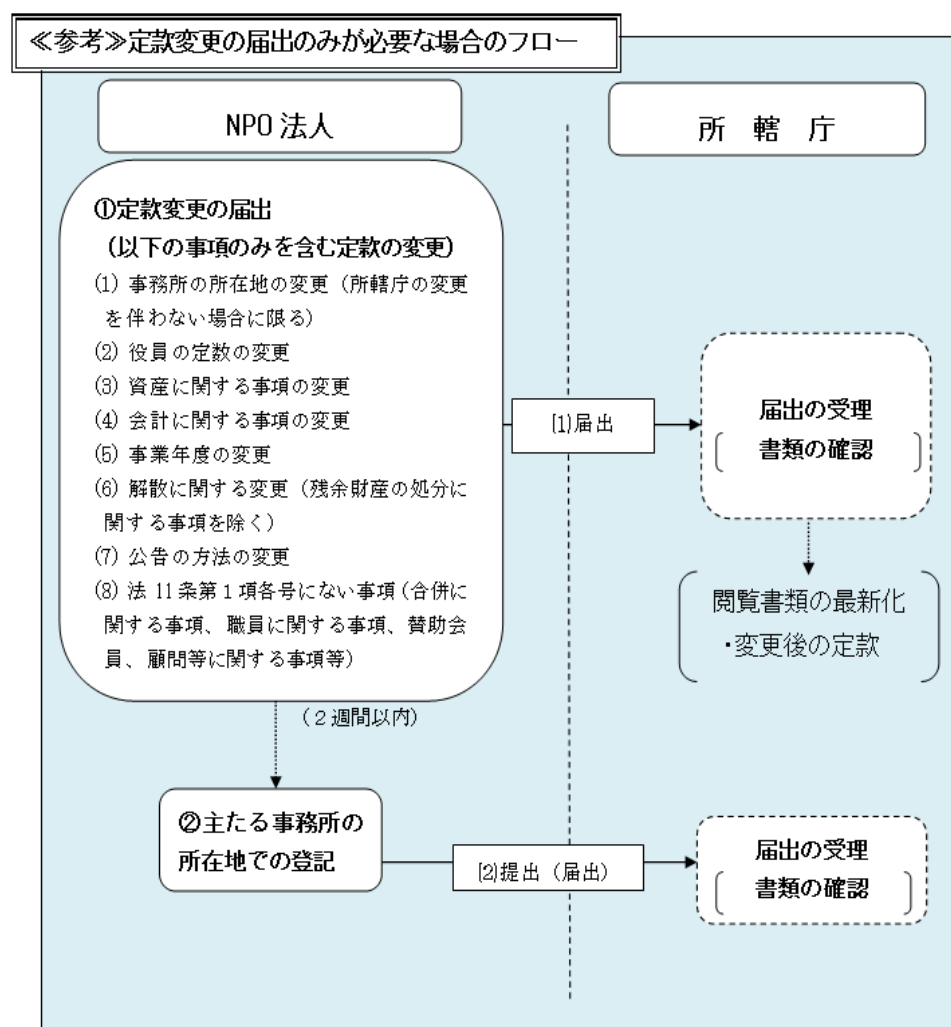 ≪参考≫定款変更の届出のみが必要な場合のフロー
NPO 法人
所 轄 庁
①定款変更の届出
(以下の事項のみを含む定款の変更)
(1) 事務所の所在地の変更（所轄庁の変更
を伴わない場合に限る）
(2) 役員の定数の変更
(3) 資産に関する事項の変更
(4) 会計に関する事項の変更
(5) 事業年度の変更
(6) 解散に関する変更（残余財産の処分に
関する事項を除く）
(7) 公告の方法の変更
(8) 法 11 条第 1 項各号にない事項（合併に
関する事項、職員に関する事項、賛助会
員、顧問等に関する事項等）
[1]届出
届出の受理
書類の確認
閲覧書類の最新化
・変更後の定款
（２週間以内）
②主たる事務所の
所在地での登記
[2]提出（届出）
届出の受理
書類の確認